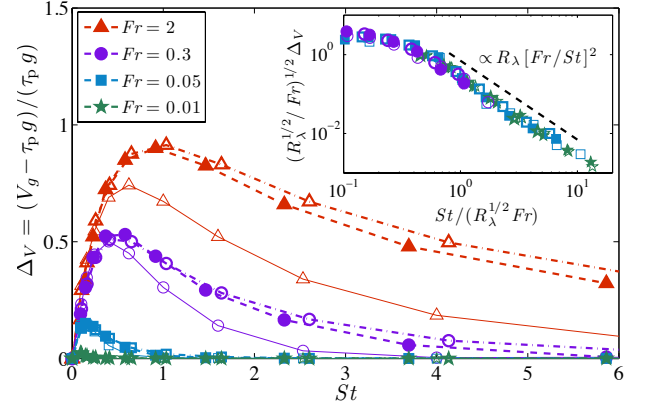 1.5
1
0.5
0
Δ_V = (V_g − τ_p g)/(τ_p g)
Fr = 2
Fr = 0.3
Fr = 0.05
Fr = 0.01
∝ R_λ [Fr/St]^2
(R_λ^{1/2}/Fr)^{1/2} Δ_V
10^0
10^{-2}
10^{-1} 10^0 10^1
St/(R_λ^{1/2} Fr)
0 1 2 3 4 5 6
St